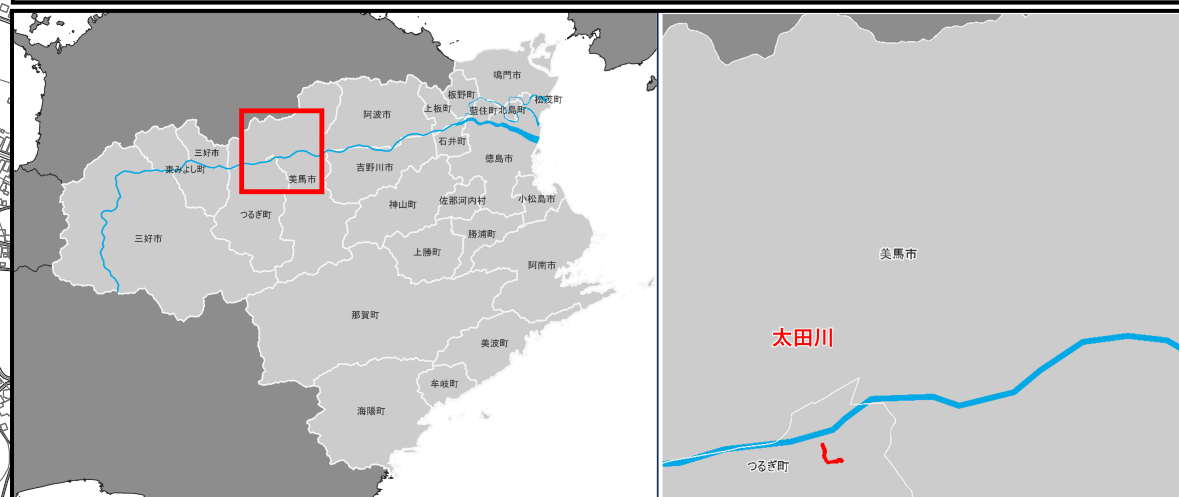 鳴門市
板野町
松茂町
上板町
藍住町
北島町
阿波市
石井町
徳島市
三好市
東みよし町
吉野川市
美馬市
神山町
佐那河内村
小松島市
つるぎ町
三好市
勝浦町
上勝町
阿南市
那賀町
美波町
牟岐町
海陽町
美馬市
太田川
つるぎ町